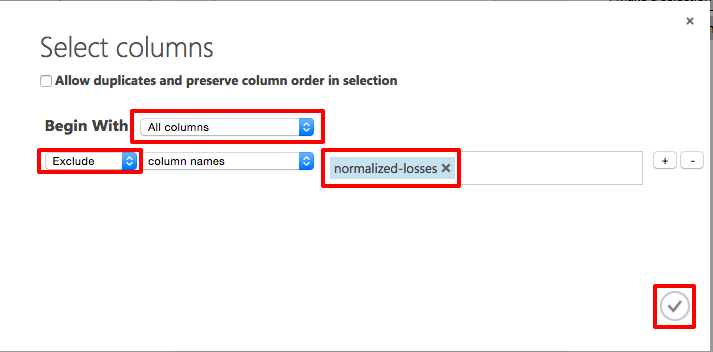 ×
Select columns
Allow duplicates and preserve column order in selection
Begin With All columns
Exclude column names normalized-losses × + -